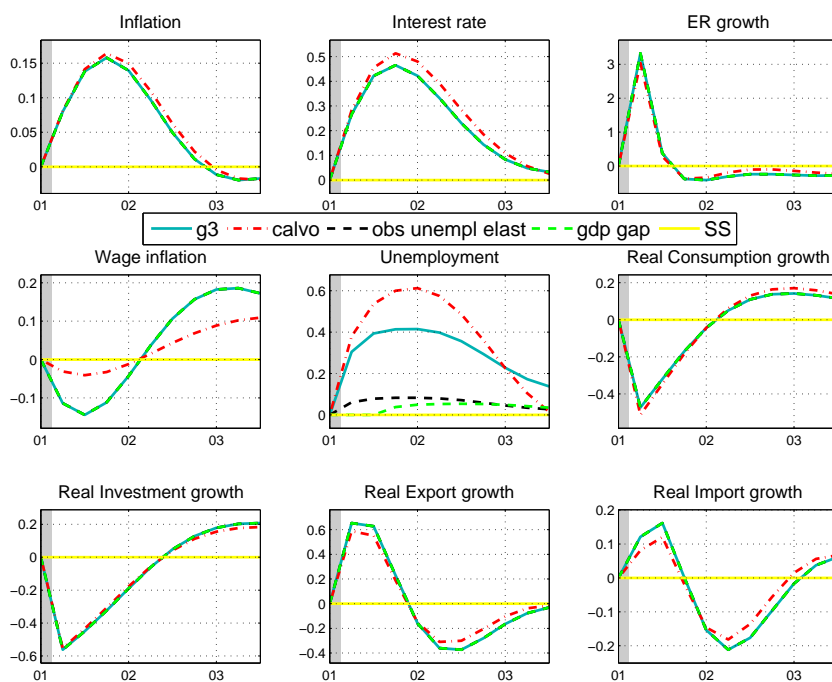 Inflation Interest rate ER growth
0.15 0.5 3
0.1 0.4 2
0.05 0.3 1
0 0.2 0
0.1
0
01 02 03 01 02 03 01 02 03
g3 calvo obs unempl elast gdp gap SS
Wage inflation Unemployment Real Consumption growth
0.2 0.6 0.2
0.1 0.4 0
0 0.2 −0.2
−0.1 0 −0.4
01 02 03 01 02 03 01 02 03
Real Investment growth Real Export growth Real Import growth
0.2 0.6 0.2
0 0.4 0.1
−0.2 0.2 0
−0.4 0 −0.1
−0.6 −0.2 −0.2
−0.4
01 02 03 01 02 03 01 02 03